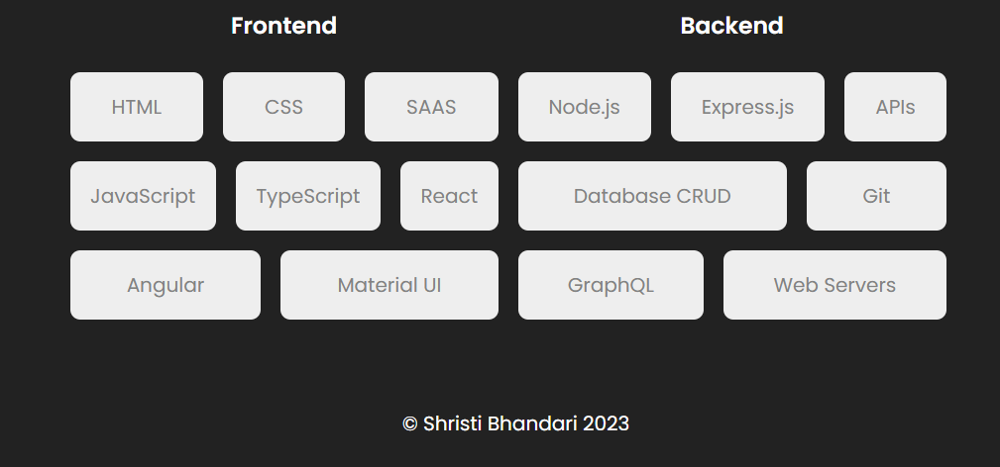 Frontend
HTML CSS SAAS
JavaScript TypeScript React
Angular Material UI
Backend
Node.js Express.js APIs
Database CRUD Git
GraphQL Web Servers
© Shristi Bhandari 2023